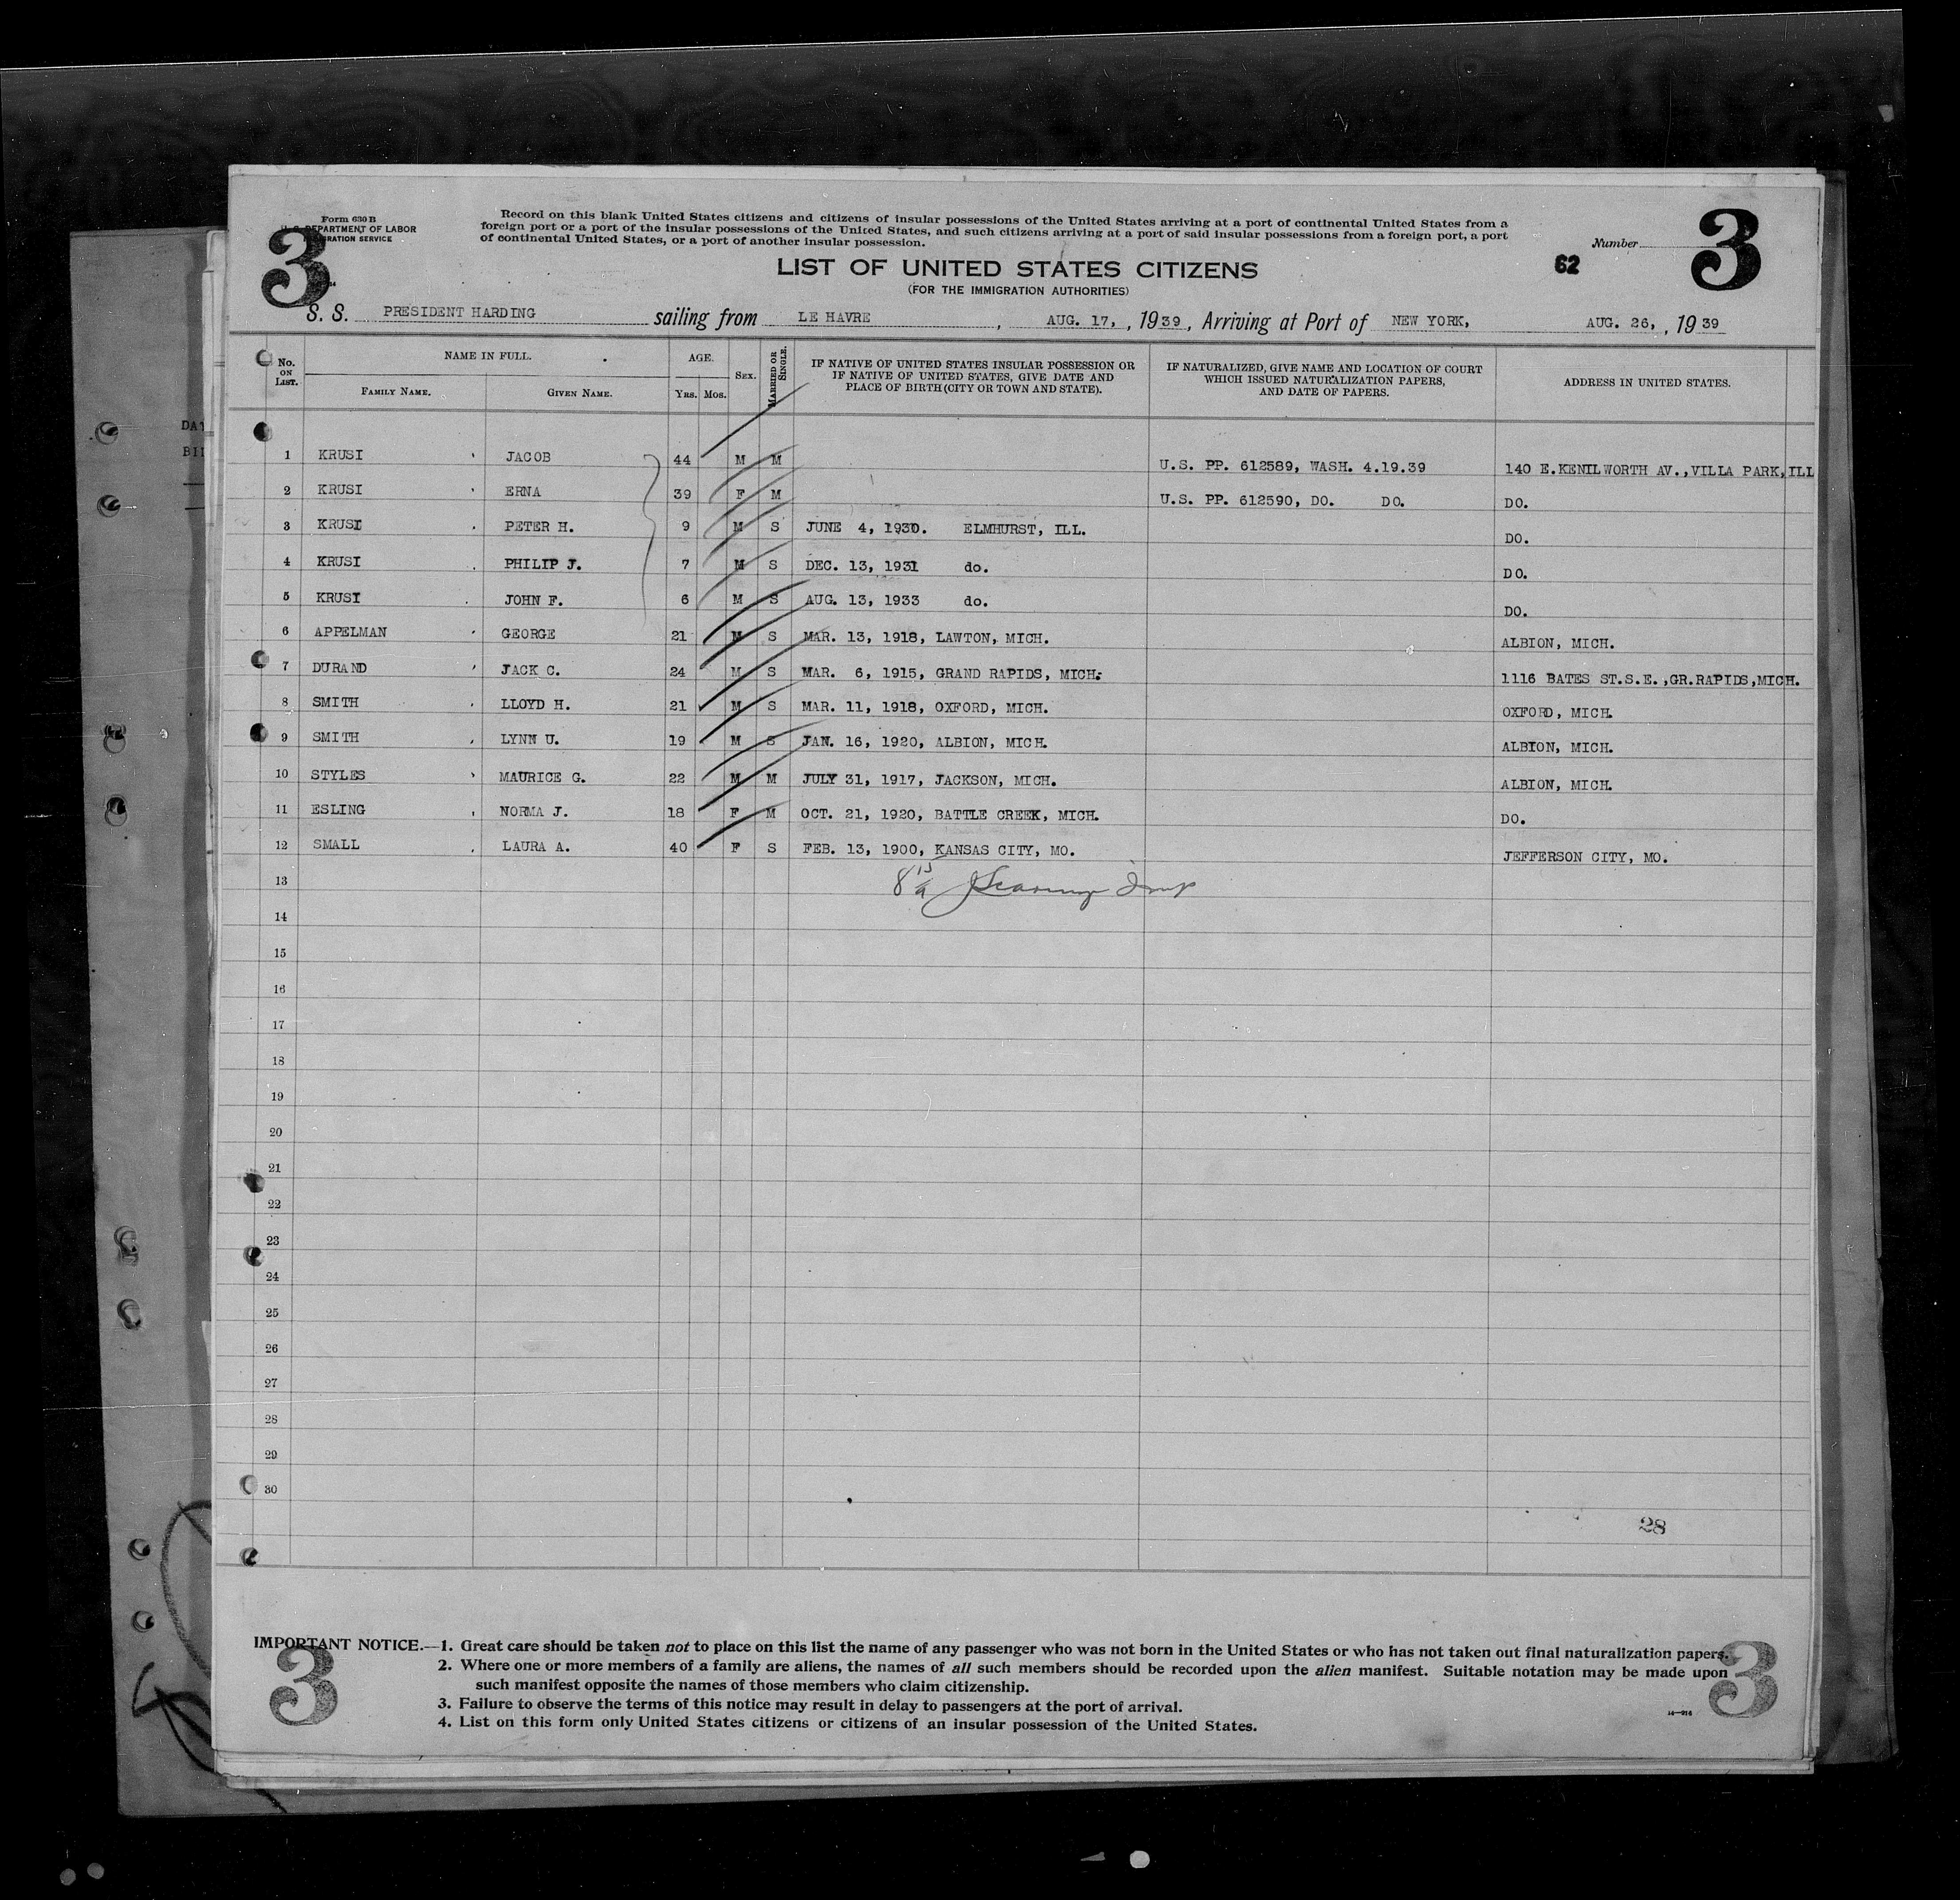 Form 630 B
U. S. DEPARTMENT OF LABOR
IMMIGRATION SERVICE
3
Record on this blank United States citizens and citizens of insular possessions of the United States arriving at a port of continental United States from a
foreign port or a port of the insular possessions of the United States, and such citizens arriving at a port of said insular possessions from a foreign port, a port
of continental United States, or a port of another insular possession.
Number
3
62
LIST OF UNITED STATES CITIZENS
(FOR THE IMMIGRATION AUTHORITIES)
S. S. PRESIDENT HARDING sailing from LE HAVRE, AUG. 17, , 1939, Arriving at Port of NEW YORK, AUG. 26, , 1939
No. ON LIST. NAME IN FULL. AGE. SEX. MARRIED OR SINGLE. IF NATIVE OF UNITED STATES INSULAR POSSESSION OR IF NATIVE OF UNITED STATES, GIVE DATE AND PLACE OF BIRTH (CITY OR TOWN AND STATE). IF NATURALIZED, GIVE NAME AND LOCATION OF COURT WHICH ISSUED NATURALIZATION PAPERS, AND DATE OF PAPERS. ADDRESS IN UNITED STATES.
FAMILY NAME. GIVEN NAME. YRS. MOS.
DA
BI
1 KRUSI JACOB 44 M M U.S. PP. 612589, WASH. 4.19.39 140 E.KENILWORTH AV.,VILLA PARK,ILL
2 KRUSI ERNA 39 F M U.S. PP. 612590, DO. DO. DO.
3 KRUSI PETER H. 9 M S JUNE 4, 1930. ELMHURST, ILL. DO.
4 KRUSI PHILIP J. 7 M S DEC. 13, 1931 do. DO.
5 KRUSI JOHN F. 6 M S AUG. 13, 1933 do. DO.
6 APPELMAN GEORGE 21 M S MAR. 13, 1918, LAWTON, MICH. ALBION, MICH.
7 DURAND JACK C. 24 M S MAR. 6, 1915, GRAND RAPIDS, MICH. 1116 BATES ST.S.E.,GR.RAPIDS,MICH.
8 SMITH LLOYD H. 21 M S MAR. 11, 1918, OXFORD, MICH. OXFORD, MICH.
9 SMITH LYNN U. 19 M S JAN. 16, 1920, ALBION, MICH. ALBION, MICH.
10 STYLES MAURICE G. 22 M M JULY 31, 1917, JACKSON, MICH. ALBION, MICH.
11 ESLING NORMA J. 18 F M OCT. 21, 1920, BATTLE CREEK, MICH. DO.
12 SMALL LAURA A. 40 F S FEB. 13, 1900, KANSAS CITY, MO. JEFFERSON CITY, MO.
13
14
15
16
17
18
19
20
21
22
23
24
25
26
27
28
29
30
28
IMPORTANT NOTICE.—1. Great care should be taken not to place on this list the name of any passenger who was not born in the United States or who has not taken out final naturalization papers.
2. Where one or more members of a family are aliens, the names of all such members should be recorded upon the alien manifest. Suitable notation may be made upon
such manifest opposite the names of those members who claim citizenship.
3. Failure to observe the terms of this notice may result in delay to passengers at the port of arrival.
4. List on this form only United States citizens or citizens of an insular possession of the United States.
3
3